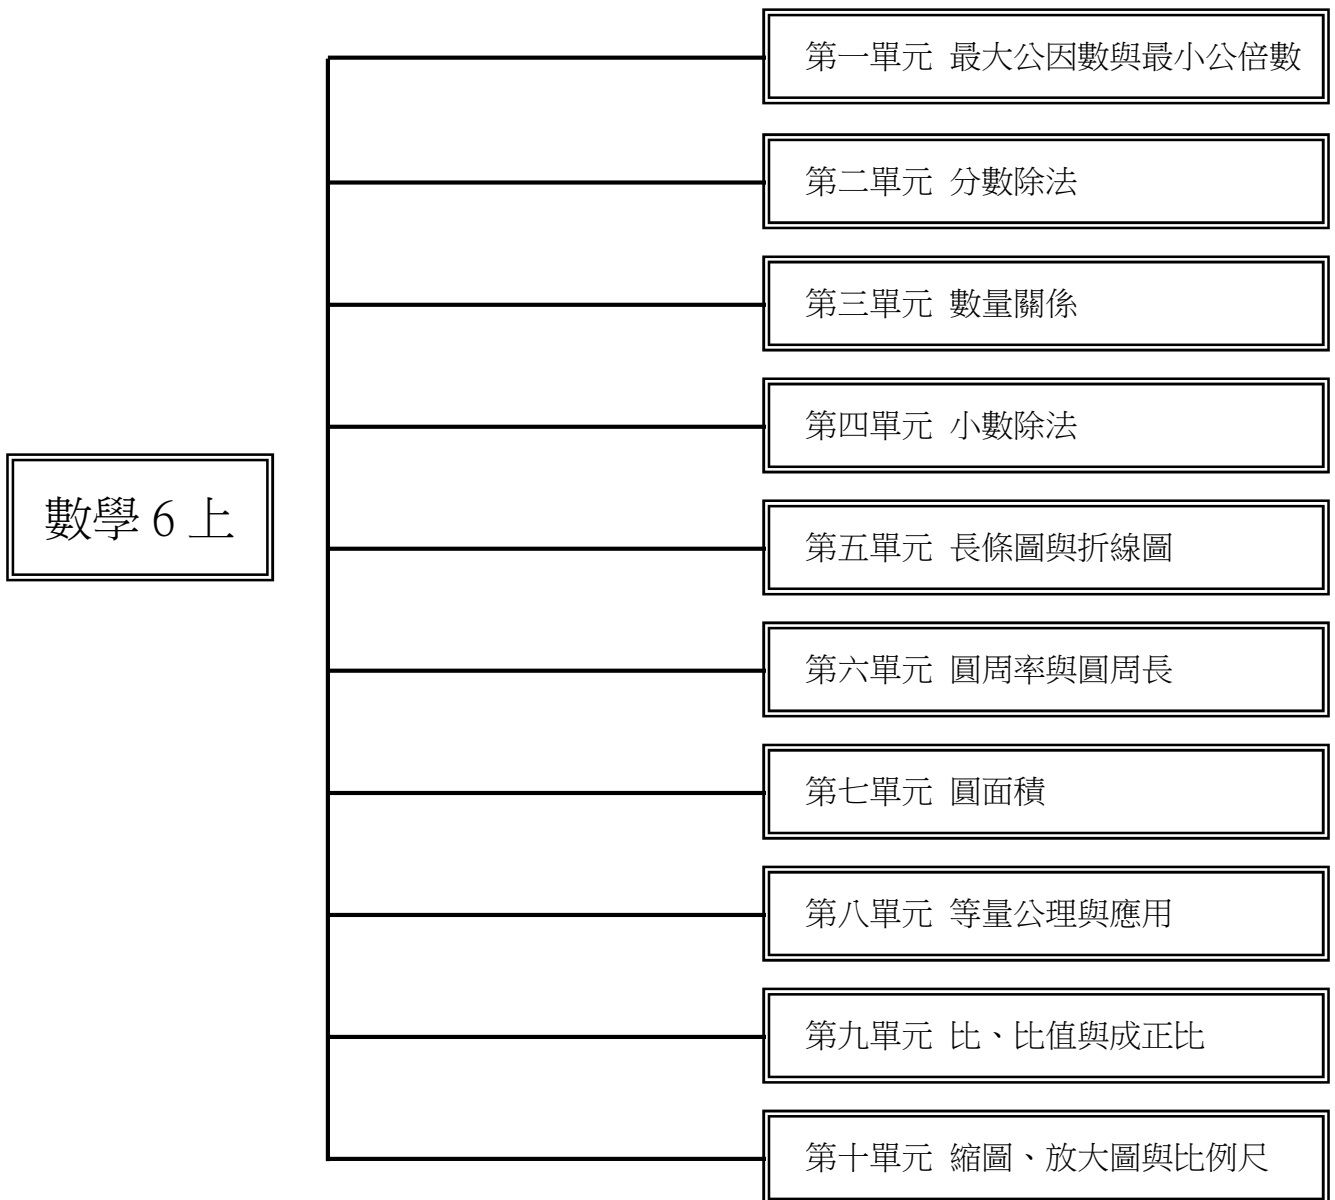 第一單元 最大公因數與最小公倍數
第二單元 分數除法
第三單元 數量關係
第四單元 小數除法
數學 6 上
第五單元 長條圖與折線圖
第六單元 圓周率與圓周長
第七單元 圓面積
第八單元 等量公理與應用
第九單元 比、比值與成正比
第十單元 縮圖、放大圖與比例尺